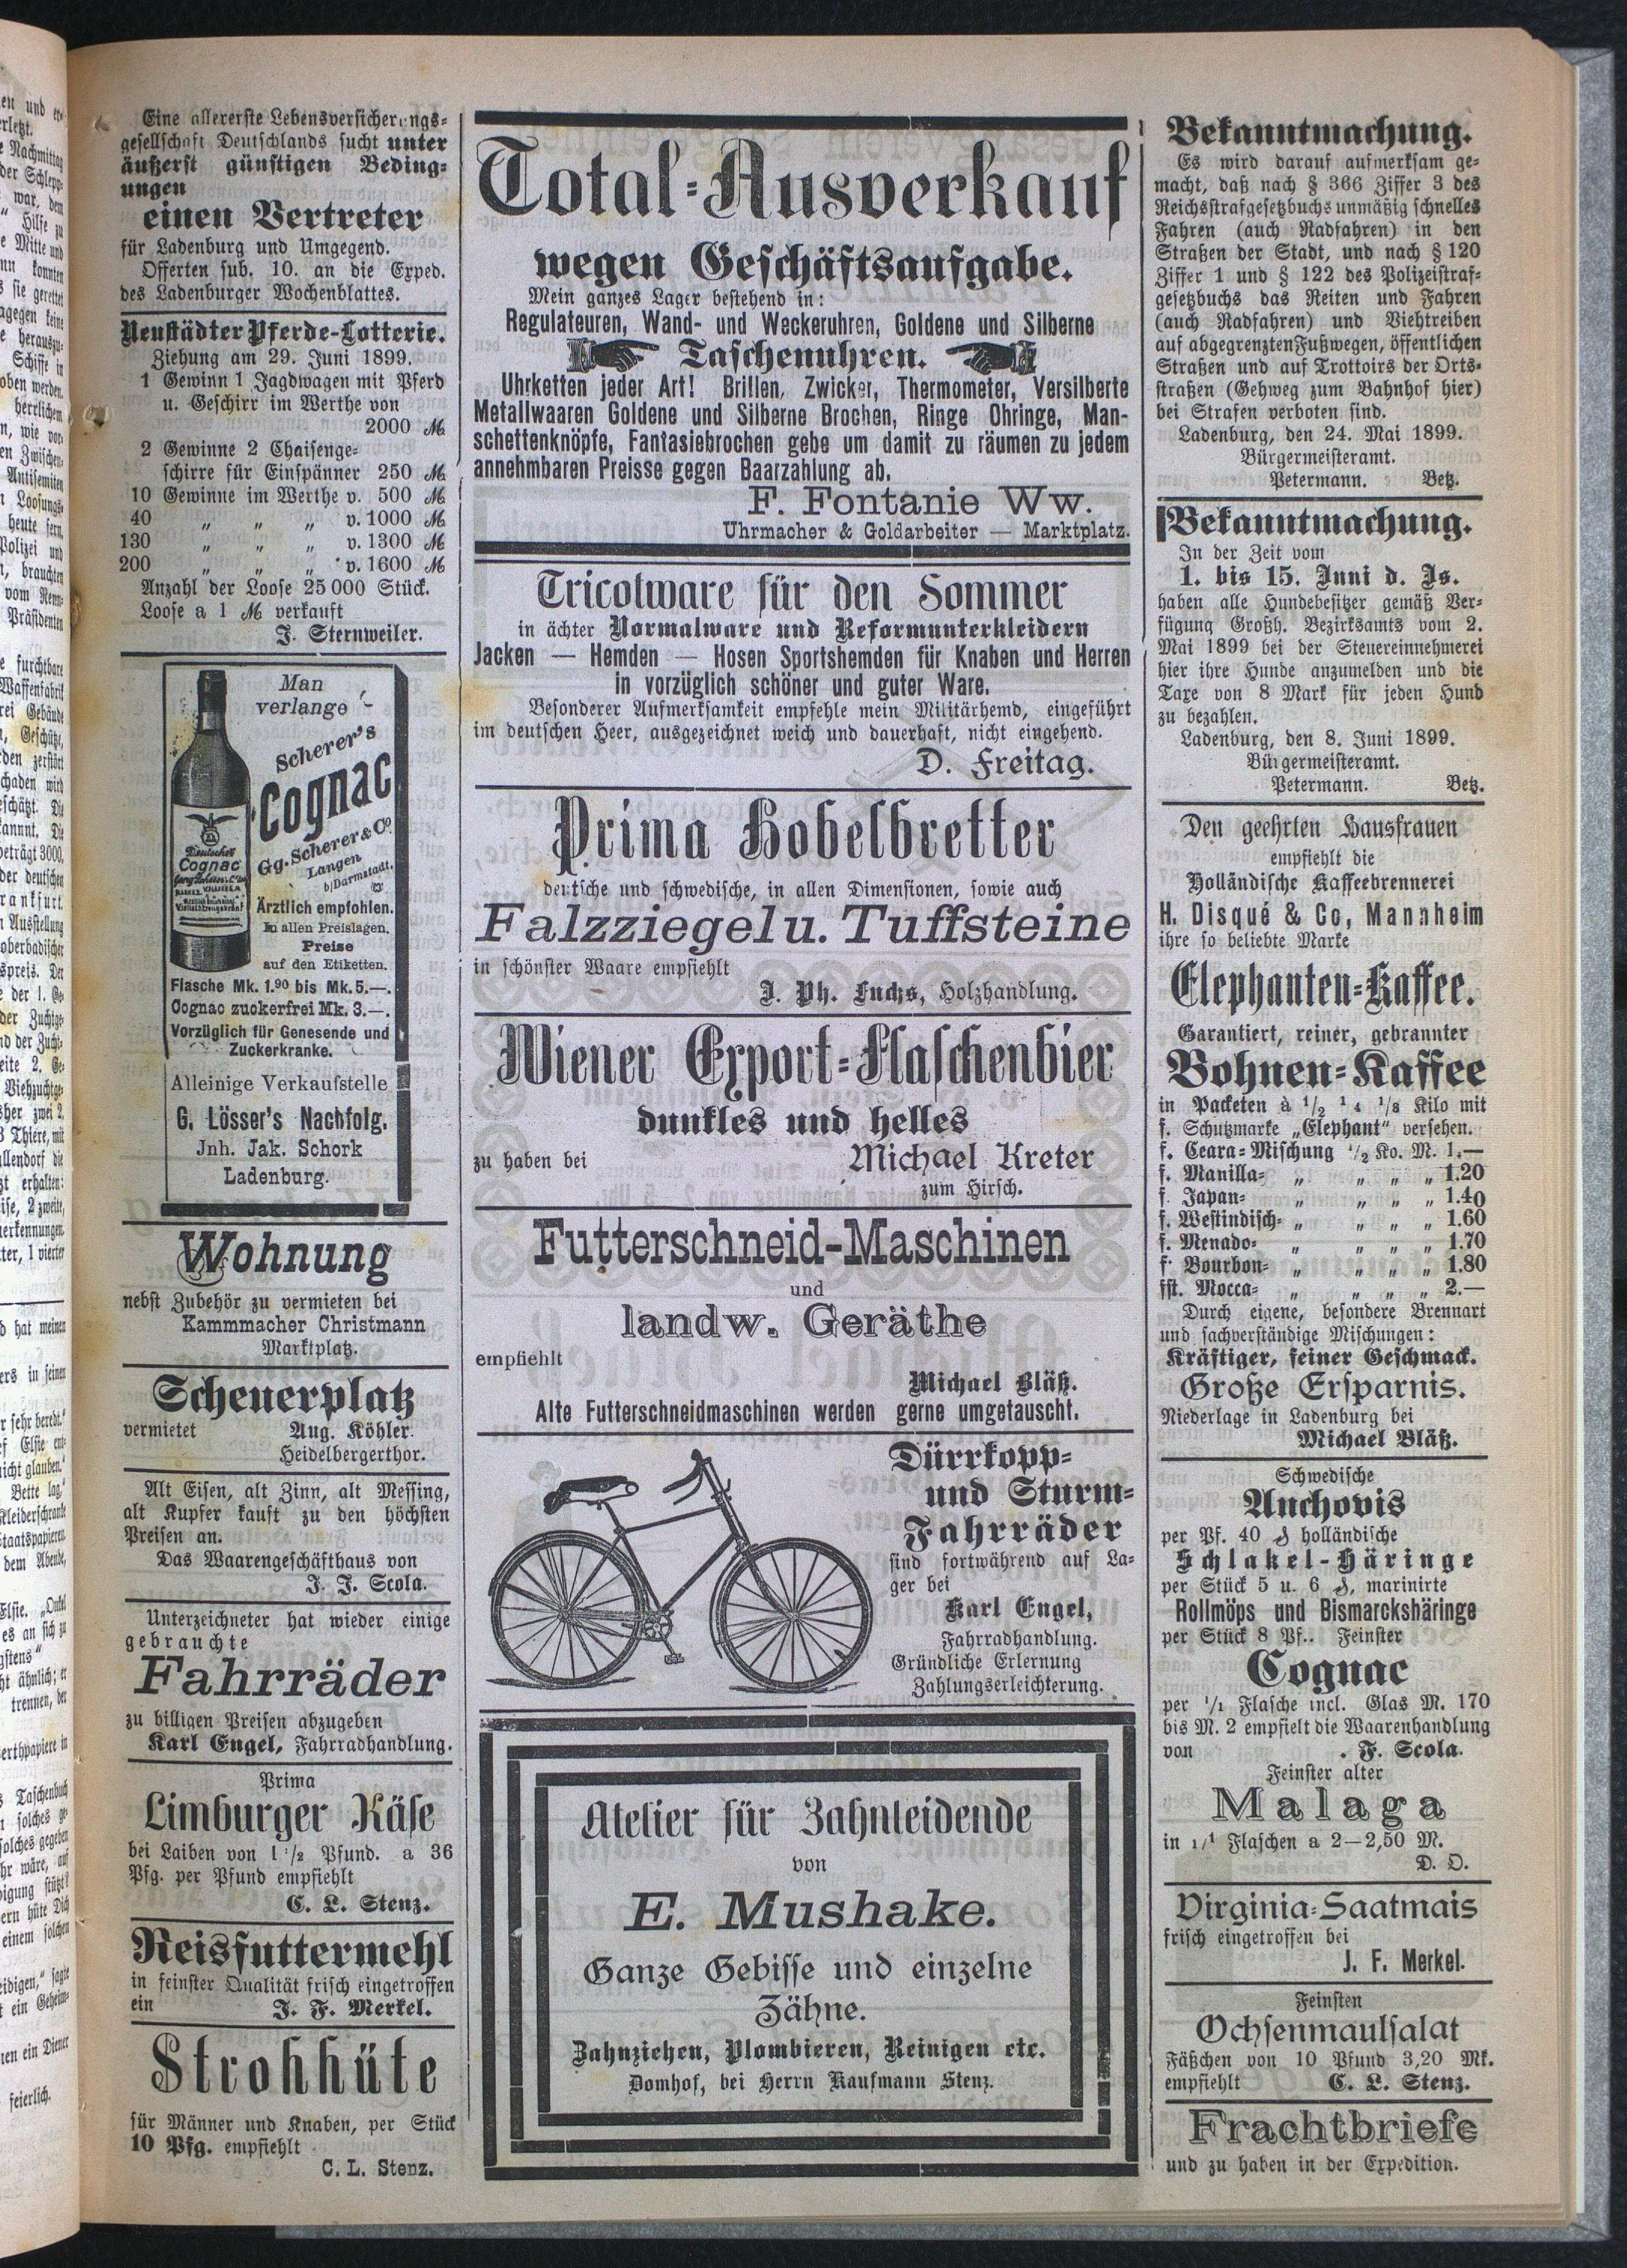 Eine allererste Lebensversicherungs-
gesellschaft Deutschlands sucht unter
äußerst günstigen Beding-
ungen
einen Vertreter
für Ladenburg und Umgegend.
Offerten sub. 10. an die Exped.
des Ladenburger Wochenblattes.
Neustädter Pferde-Lotterie.
Ziehung am 29. Juni 1899.
1 Gewinn 1 Jagdwagen mit Pferd
u. Geschirr im Werthe von
2000 M
2 Gewinne 2 Chaisenge-
schirre für Einspänner 250 M
10 Gewinne im Werthe v. 500 M
40 „ „ „ v. 1000 M
130 „ „ „ v. 1300 M
200 „ „ „ v. 1600 M
Anzahl der Loose 25 000 Stück.
Loose a 1 M verkauft
J. Sternweiler.
Man
verlange
Scherer's
Cognac
Gg. Scherer & Co
Langen
b/Darmstadt.
Deutscher
Cognac
Ärztlich empfohlen.
In allen Preislagen.
Preise
auf den Etiketten.
Flasche Mk. 1.90 bis Mk. 5.—.
Cognac zuckerfrei Mk. 3.—.
Vorzüglich für Genesende und
Zuckerkranke.
Alleinige Verkaufstelle
G. Lösser's Nachfolg.
Jnh. Jak. Schork
Ladenburg.
Wohnung
nebst Zubehör zu vermieten bei
Kammmacher Christmann
Marktplatz.
Scheuerplatz
vermietet Aug. Köhler.
Heidelbergerthor.
Alt Eisen, alt Zinn, alt Messing,
alt Kupfer kauft zu den höchsten
Preisen an.
Das Waarengeschäfthaus von
J. J. Scola.
Unterzeichneter hat wieder einige
gebrauchte
Fahrräder
zu billigen Preisen abzugeben
Karl Engel, Fahrradhandlung.
Prima
Limburger Käse
bei Laiben von 1 1/2 Pfund. a 36
Pfg. per Pfund empfiehlt
C. L. Stenz.
Reisfuttermehl
in feinster Qualität frisch eingetroffen
ein J. F. Merkel.
Strohhüte
für Männer und Knaben, per Stück
10 Pfg. empfiehlt
C. L. Stenz.
Total-Ausverkauf
wegen Geschäftsaufgabe.
Mein ganzes Lager bestehend in:
Regulateuren, Wand- und Weckeruhren, Goldene und Silberne
Taschenuhren.
Uhrketten jeder Art! Brillen, Zwicker, Thermometer, Versilberte
Metallwaaren Goldene und Silberne Brochen, Ringe Ohringe, Man-
schettenknöpfe, Fantasiebrochen gebe um damit zu räumen zu jedem
annehmbaren Preisse gegen Baarzahlung ab.
F. Fontanie Ww.
Uhrmacher & Goldarbeiter — Marktplatz.
Tricotware für den Sommer
in ächter Normalware und Reformunterkleidern
Jacken — Hemden — Hosen Sportshemden für Knaben und Herren
in vorzüglich schöner und guter Ware.
Besonderer Aufmerksamkeit empfehle mein Militärhemd, eingeführt
im deutschen Heer, ausgezeichnet weich und dauerhaft, nicht eingehend.
D. Freitag.
Prima Hobelbretter
deutsche und schwedische, in allen Dimensionen, sowie auch
Falzziegel u. Tuffsteine
in schönster Waare empfiehlt
J. Ph. Fuchs, Holzhandlung.
Wiener Export-Flaschenbier
dunkles und helles
zu haben bei Michael Kreter
zum Hirsch.
Futterschneid-Maschinen
und
landw. Geräthe
empfiehlt
Michael Bläß.
Alte Futterschneidmaschinen werden gerne umgetauscht.
Dürrkopp-
und Sturm-
Fahrräder
sind fortwährend auf La-
ger bei
Karl Engel,
Fahrradhandlung.
Gründliche Erlernung
Zahlungserleichterung.
Atelier für Zahnleidende
von
E. Mushake.
Ganze Gebisse und einzelne
Zähne.
Zahnziehen, Plombieren, Reinigen etc.
Domhof, bei Herrn Kaufmann Stenz.
Bekanntmachung.
Es wird darauf aufmerksam ge-
macht, daß nach § 366 Ziffer 3 des
Reichsstrafgesetzbuchs unmäßig schnelles
Fahren (auch Radfahren) in den
Straßen der Stadt, und nach § 120
Ziffer 1 und § 122 des Polizeistraf-
gesetzbuchs das Reiten und Fahren
(auch Radfahren) und Viehtreiben
auf abgegrenzten Fußwegen, öffentlichen
Straßen und auf Trottoirs der Orts-
straßen (Gehweg zum Bahnhof hier)
bei Strafen verboten sind.
Ladenburg, den 24. Mai 1899.
Bürgermeisteramt.
Petermann. Betz.
Bekanntmachung.
In der Zeit vom
1. bis 15. Juni d. Js.
haben alle Hundebesitzer gemäß Ver-
fügung Großh. Bezirksamts vom 2.
Mai 1899 bei der Steuereinnehmerei
hier ihre Hunde anzumelden und die
Taxe von 8 Mark für jeden Hund
zu bezahlen.
Ladenburg, den 8. Juni 1899.
Bürgermeisteramt.
Petermann. Betz.
Den geehrten Hausfrauen
empfiehlt die
Holländische Kaffeebrennerei
H. Disqué & Co, Mannheim
ihre so beliebte Marke
Elephanten-Kaffee.
Garantiert, reiner, gebrannter
Bohnen-Kaffee
in Packeten à 1/2 1 4 1/8 Kilo mit
f. Schutzmarke „Elephant" versehen.
f. Ceara-Mischung 1/2 Ko. M. 1.—
f. Manilla- „ „ „ „ 1.20
f. Japan- „ „ „ „ 1.40
f. Westindisch- „ „ „ „ 1.60
f. Menado- „ „ „ „ 1.70
f. Bourbon- „ „ „ „ 1.80
fst. Mocca- „ „ „ „ 2.—
Durch eigene, besondere Brennart
und sachverständige Mischungen:
Kräftiger, feiner Geschmack.
Große Ersparnis.
Niederlage in Ladenburg bei
Michael Bläß.
Schwedische
Anchovis
per Pf. 40 ₰ holländische
Schlakel-Häringe
per Stück 5 u. 6 ₰, marinirte
Rollmöps und Bismarckshäringe
per Stück 8 Pf.. Feinster
Cognac
per 1/1 Flasche incl. Glas M. 170
bis M. 2 empfielt die Waarenhandlung
von . F. Scola.
Feinster alter
Malaga
in 1/1 Flaschen a 2—2,50 M.
D. O.
Virginia-Saatmais
frisch eingetroffen bei
J. F. Merkel.
Feinsten
Ochsenmaulsalat
Fäßchen von 10 Pfund 3,20 Mk.
empfiehlt C. L. Stenz.
Frachtbriefe
und zu haben in der Expedition.